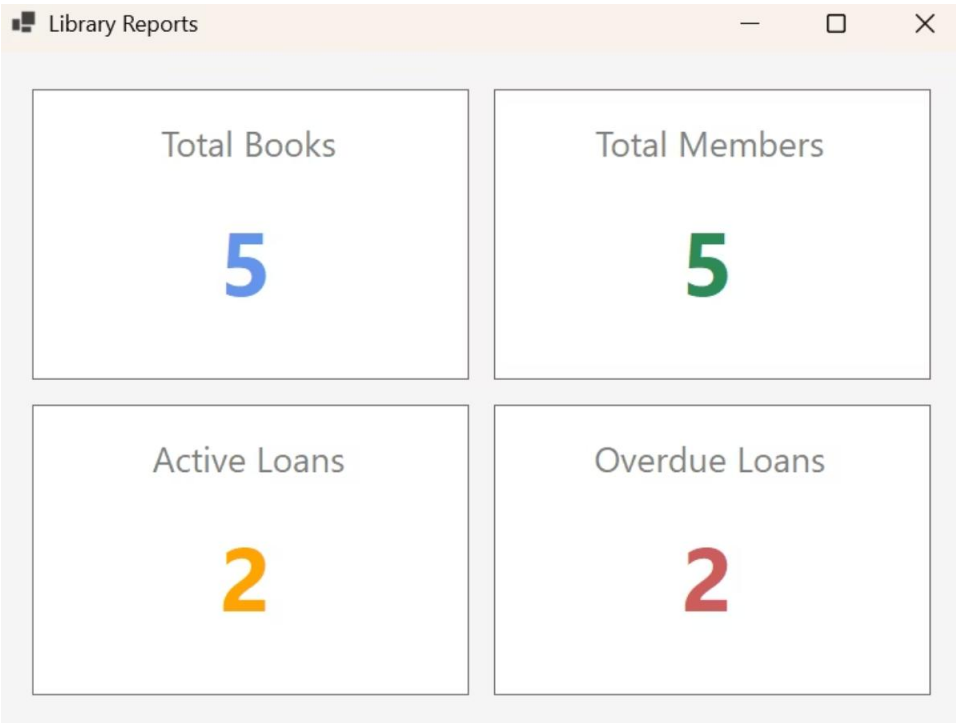 Library Reports
Total Books
5
Total Members
5
Active Loans
2
Overdue Loans
2